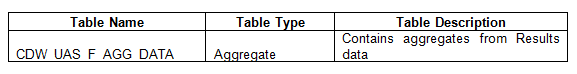 Table Name Table Type Table Description
Contains aggregates from Results
CDW_UAS_F_AGG_DATA Aggregate data